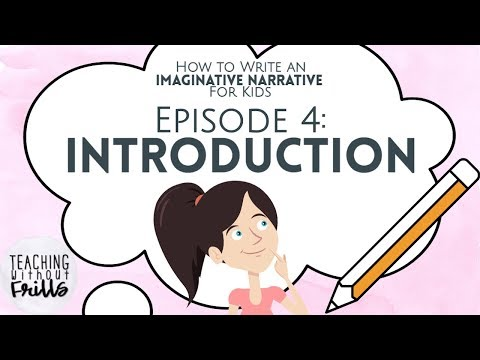 How to Write an
IMAGINATIVE NARRATIVE
For Kids
Episode 4:
INTRODUCTION
TEACHING
without
Frills